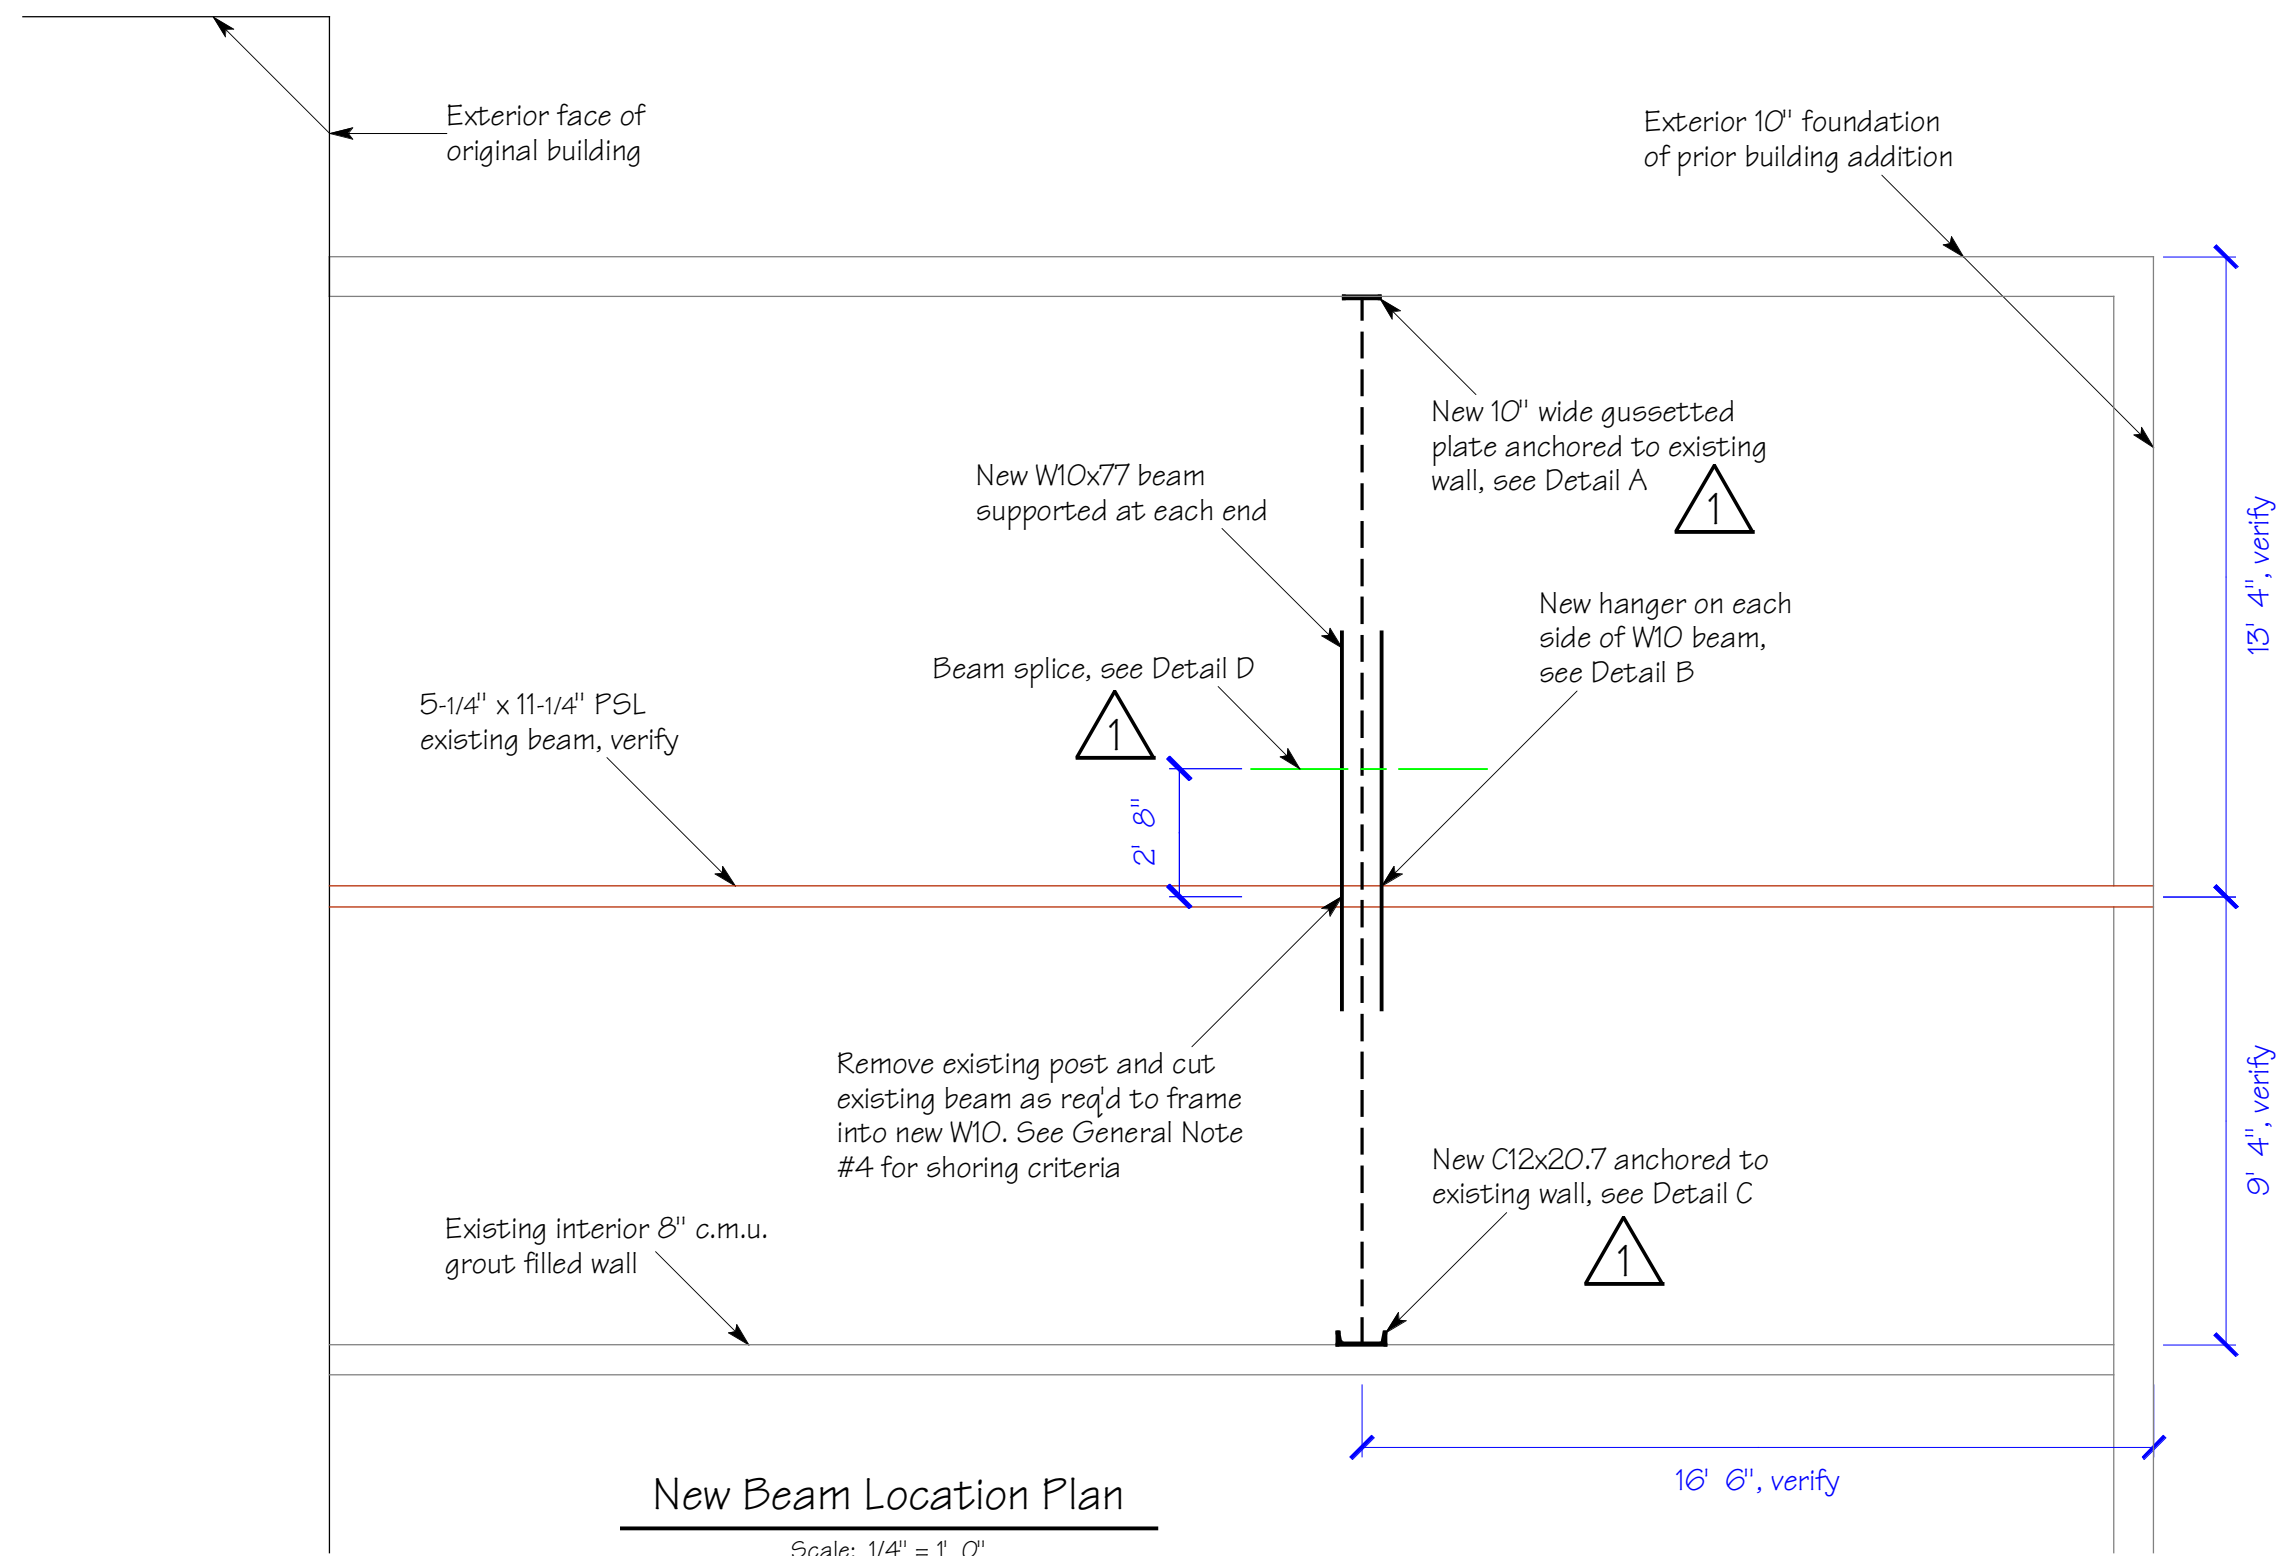 Exterior face of
original building
Exterior 10" foundation
of prior building addition
New 10" wide gussetted
plate anchored to existing
wall, see Detail A
1
New W10x77 beam
supported at each end
13' 4", verify
New hanger on each
side of W10 beam,
see Detail B
Beam splice, see Detail D
1
5-1/4" x 11-1/4" PSL
existing beam, verify
2' 8"
Remove existing post and cut
existing beam as req'd to frame
into new W10. See General Note
#4 for shoring criteria
9' 4", verify
New C12x20.7 anchored to
existing wall, see Detail C
1
Existing interior 8" c.m.u.
grout filled wall
16' 6", verify
New Beam Location Plan
Scale: 1/4" = 1' 0"